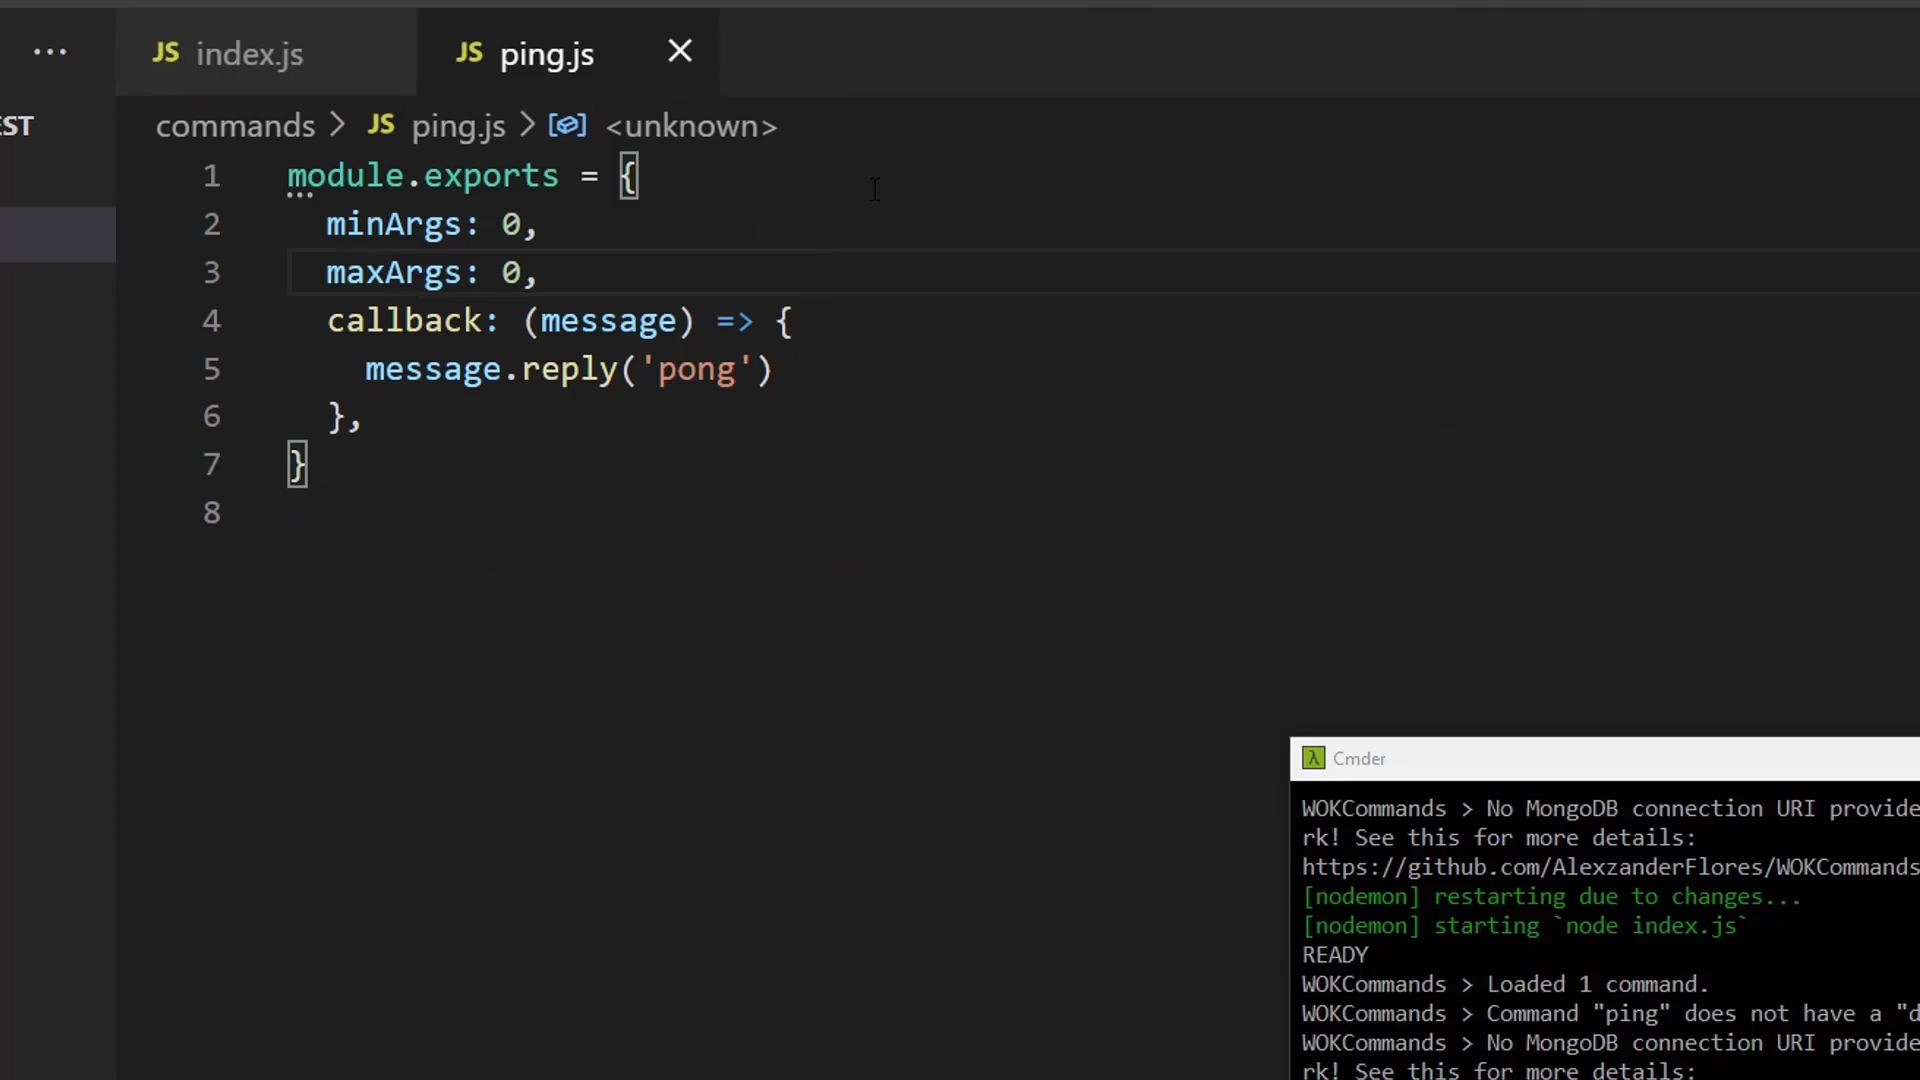 JS index.js
JS ping.js
EST
commands > JS ping.js > <unknown>
1 module.exports = {
2 minArgs: 0,
3 maxArgs: 0,
4 callback: (message) => {
5 message.reply('pong')
6 },
7 }
8
λ Cmder
WOKCommands > No MongoDB connection URI provide
rk! See this for more details:
https://github.com/AlexzanderFlores/WOKCommands
[nodemon] restarting due to changes...
[nodemon] starting `node index.js`
READY
WOKCommands > Loaded 1 command.
WOKCommands > Command "ping" does not have a "d
WOKCommands > No MongoDB connection URI provide
rk! See this for more details: